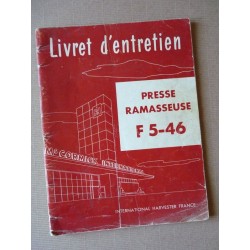 Livret d'entretien
PRESSE
RAMASSEUSE
F 5-46
McCORMICK INTERNATIONAL
INTERNATIONAL HARVESTER FRANCE